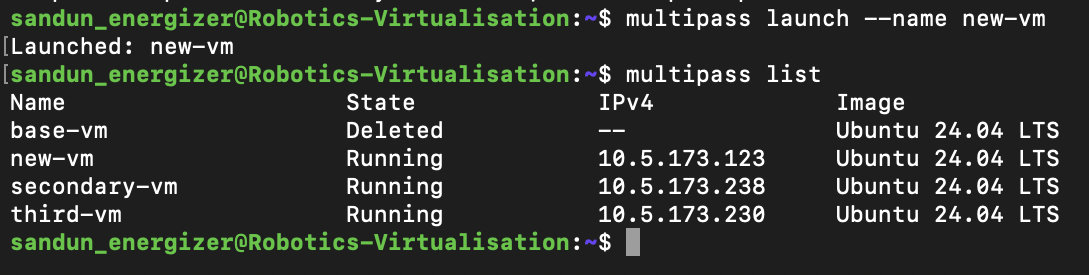 sandun_energizer@Robotics-Virtualisation:~$ multipass launch --name new-vm
[Launched: new-vm
[sandun_energizer@Robotics-Virtualisation:~$ multipass list
Name State IPv4 Image
base-vm Deleted -- Ubuntu 24.04 LTS
new-vm Running 10.5.173.123 Ubuntu 24.04 LTS
secondary-vm Running 10.5.173.238 Ubuntu 24.04 LTS
third-vm Running 10.5.173.230 Ubuntu 24.04 LTS
sandun_energizer@Robotics-Virtualisation:~$